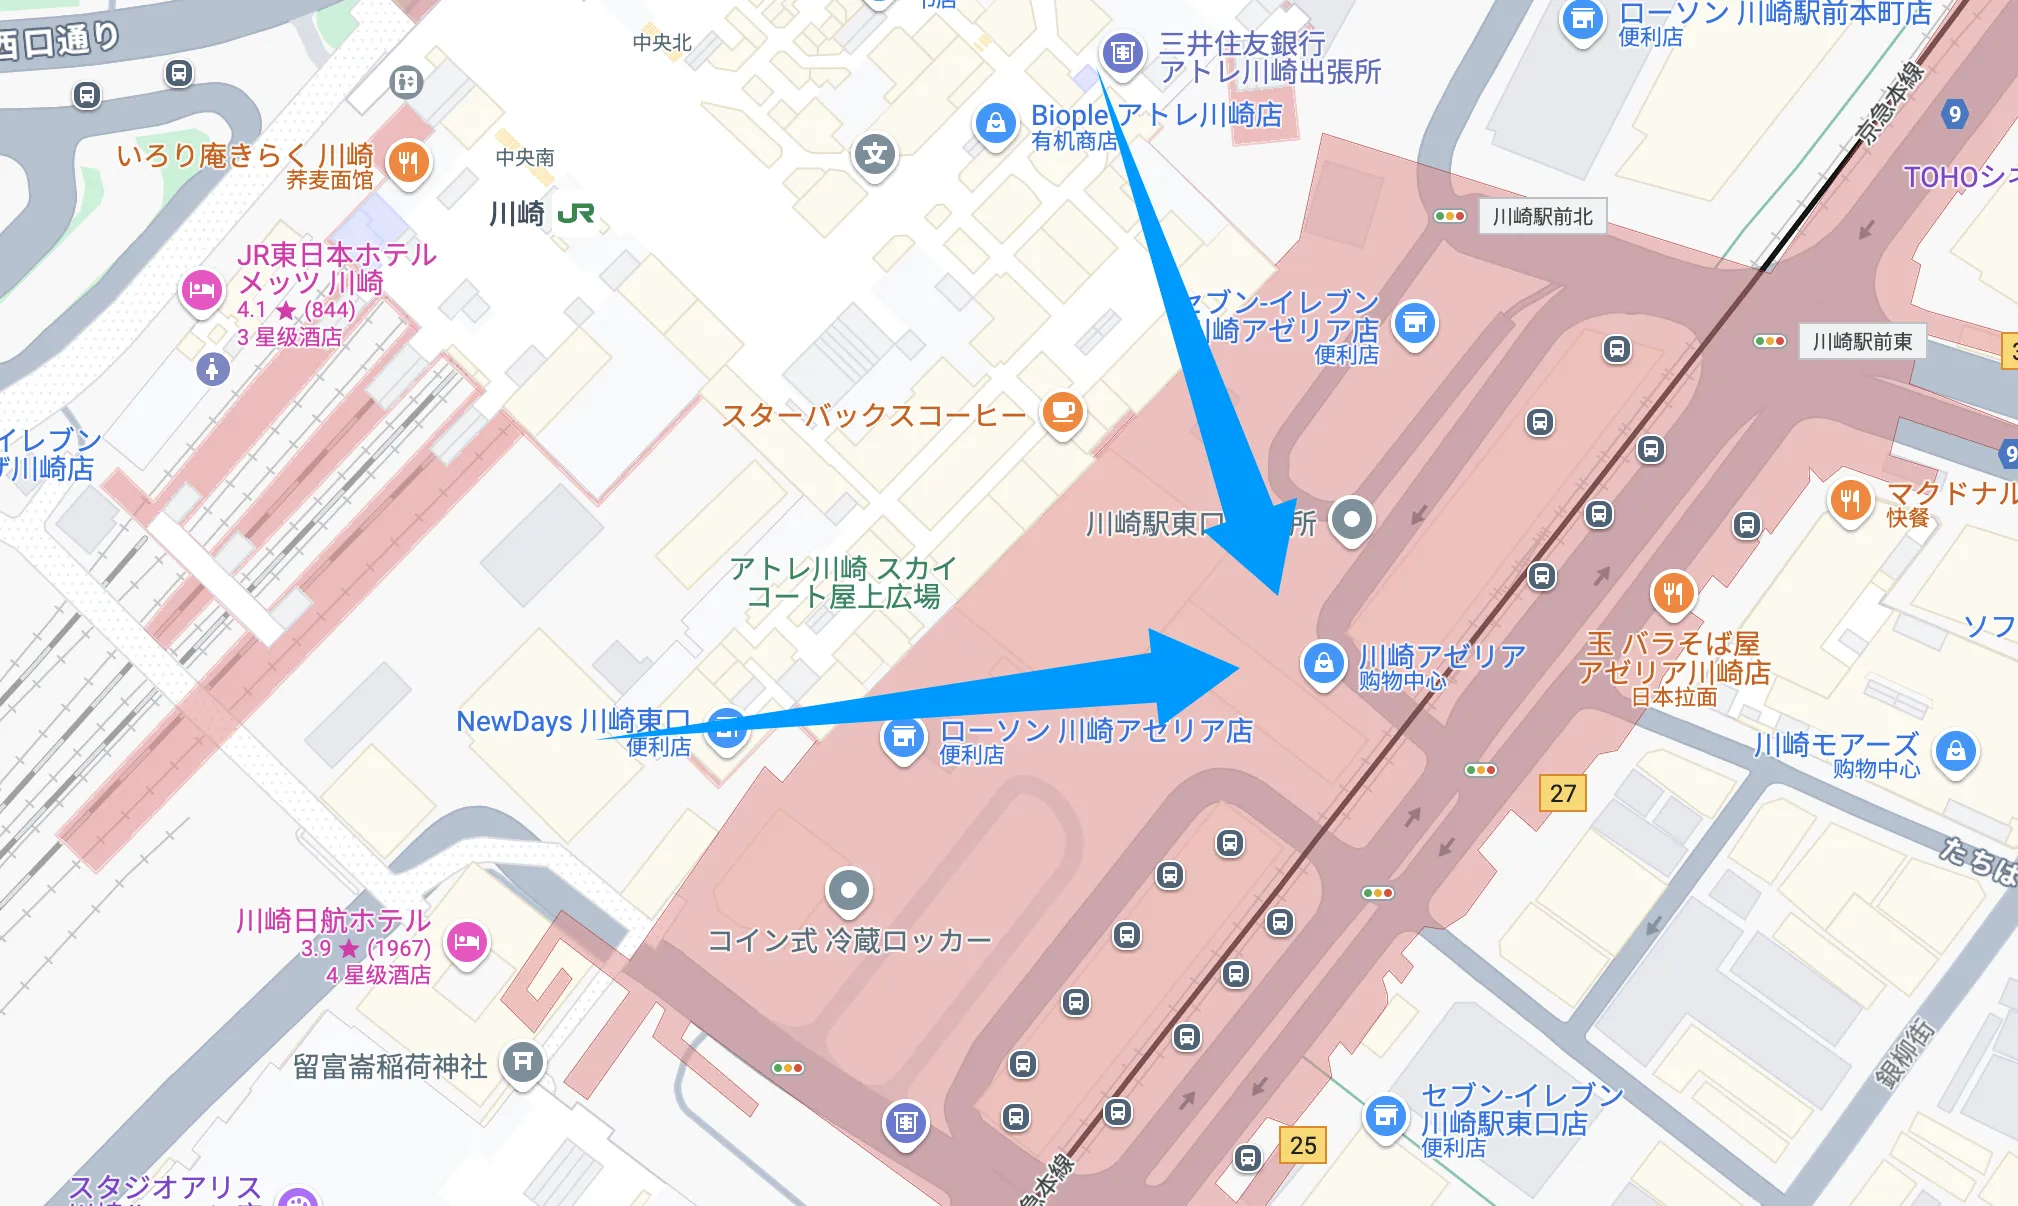 西口通り
中央北
三井住友銀行
アトレ川崎出張所
ローソン 川崎駅前本町店
便利店
Biople アトレ川崎店
有机商店
京急本線
9
いろり庵きらく 川崎
荞麦面馆
中央南
川崎 JR
TOHOシネ
川崎駅前北
JR東日本ホテル
メッツ 川崎
4.1 ★ (844)
3 星级酒店
セブン-イレブン
川崎アゼリア店
便利店
川崎駅前東
3
スターバックスコーヒー
イレブン
川崎店
9
マクドナル
快餐
川崎駅東口
所
アトレ川崎 スカイ
コート屋上広場
ソフ
玉 バラそば屋
アゼリア川崎店
日本拉面
川崎アゼリア
购物中心
NewDays 川崎東口
便利店
ローソン 川崎アゼリア店
便利店
川崎モアーズ
购物中心
27
たちば
川崎日航ホテル
3.9 ★ (1967)
4 星级酒店
コイン式 冷蔵ロッカー
留富崙稲荷神社
銀柳街
セブン-イレブン
川崎駅東口店
便利店
25
急本線
スタジオアリス